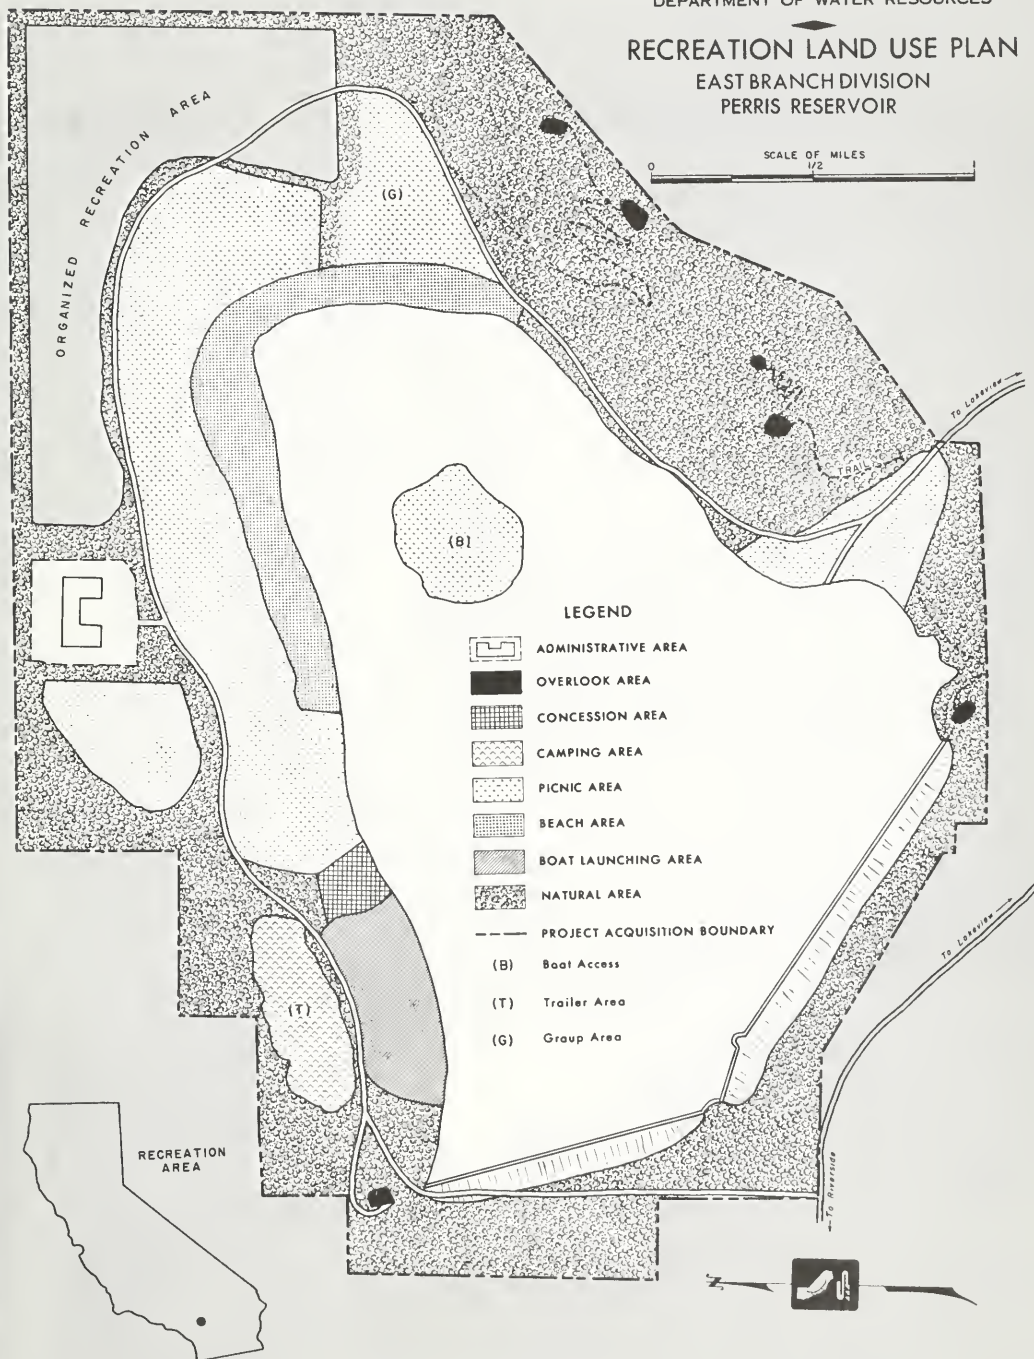 DEPARTMENT OF WATER RESOURCES
RECREATION LAND USE PLAN
EAST BRANCH DIVISION
PERRIS RESERVOIR
SCALE OF MILES
0 1/2 1
ORGANIZED RECREATION AREA
(G)
To Lakeview
TRAIL
(B)
LEGEND
ADMINISTRATIVE AREA
OVERLOOK AREA
CONCESSION AREA
CAMPING AREA
PICNIC AREA
BEACH AREA
BOAT LAUNCHING AREA
NATURAL AREA
PROJECT ACQUISITION BOUNDARY
(B) Boat Access
(T) Trailer Area
(G) Group Area
To Lakeview
(T)
RECREATION
AREA
To Riverside
N